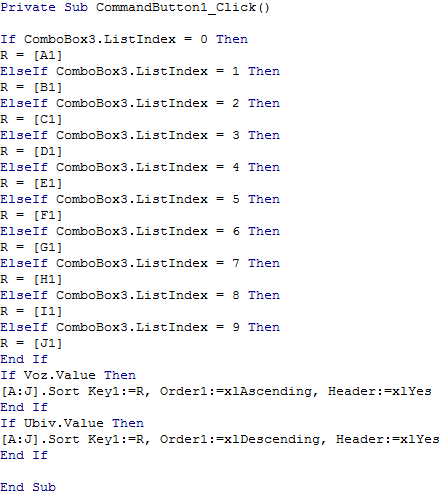 Private Sub CommandButton1_Click()
If ComboBox3.ListIndex = 0 Then
R = [A1]
ElseIf ComboBox3.ListIndex = 1 Then
R = [B1]
ElseIf ComboBox3.ListIndex = 2 Then
R = [C1]
ElseIf ComboBox3.ListIndex = 3 Then
R = [D1]
ElseIf ComboBox3.ListIndex = 4 Then
R = [E1]
ElseIf ComboBox3.ListIndex = 5 Then
R = [F1]
ElseIf ComboBox3.ListIndex = 6 Then
R = [G1]
ElseIf ComboBox3.ListIndex = 7 Then
R = [H1]
ElseIf ComboBox3.ListIndex = 8 Then
R = [I1]
ElseIf ComboBox3.ListIndex = 9 Then
R = [J1]
End If
If Voz.Value Then
[A:J].Sort Key1:=R, Order1:=xlAscending, Header:=xlYes
End If
If Ubiv.Value Then
[A:J].Sort Key1:=R, Order1:=xlDescending, Header:=xlYes
End If
End Sub